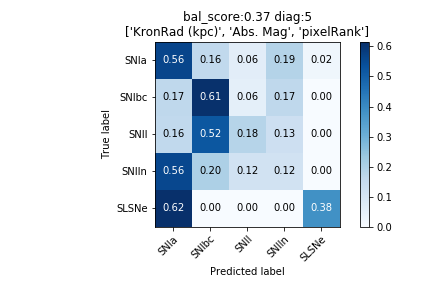 bal_score:0.37 diag:5
['KronRad (kpc)', 'Abs. Mag', 'pixelRank']
SNIa 0.56 0.16 0.06 0.19 0.02
SNIbc 0.17 0.61 0.06 0.17 0.00
SNII 0.16 0.52 0.18 0.13 0.00
SNIIn 0.56 0.20 0.12 0.12 0.00
SLSNe 0.62 0.00 0.00 0.00 0.38
True label
SNIa SNIbc SNII SNIIn SLSNe
Predicted label
0.6
0.5
0.4
0.3
0.2
0.1
0.0